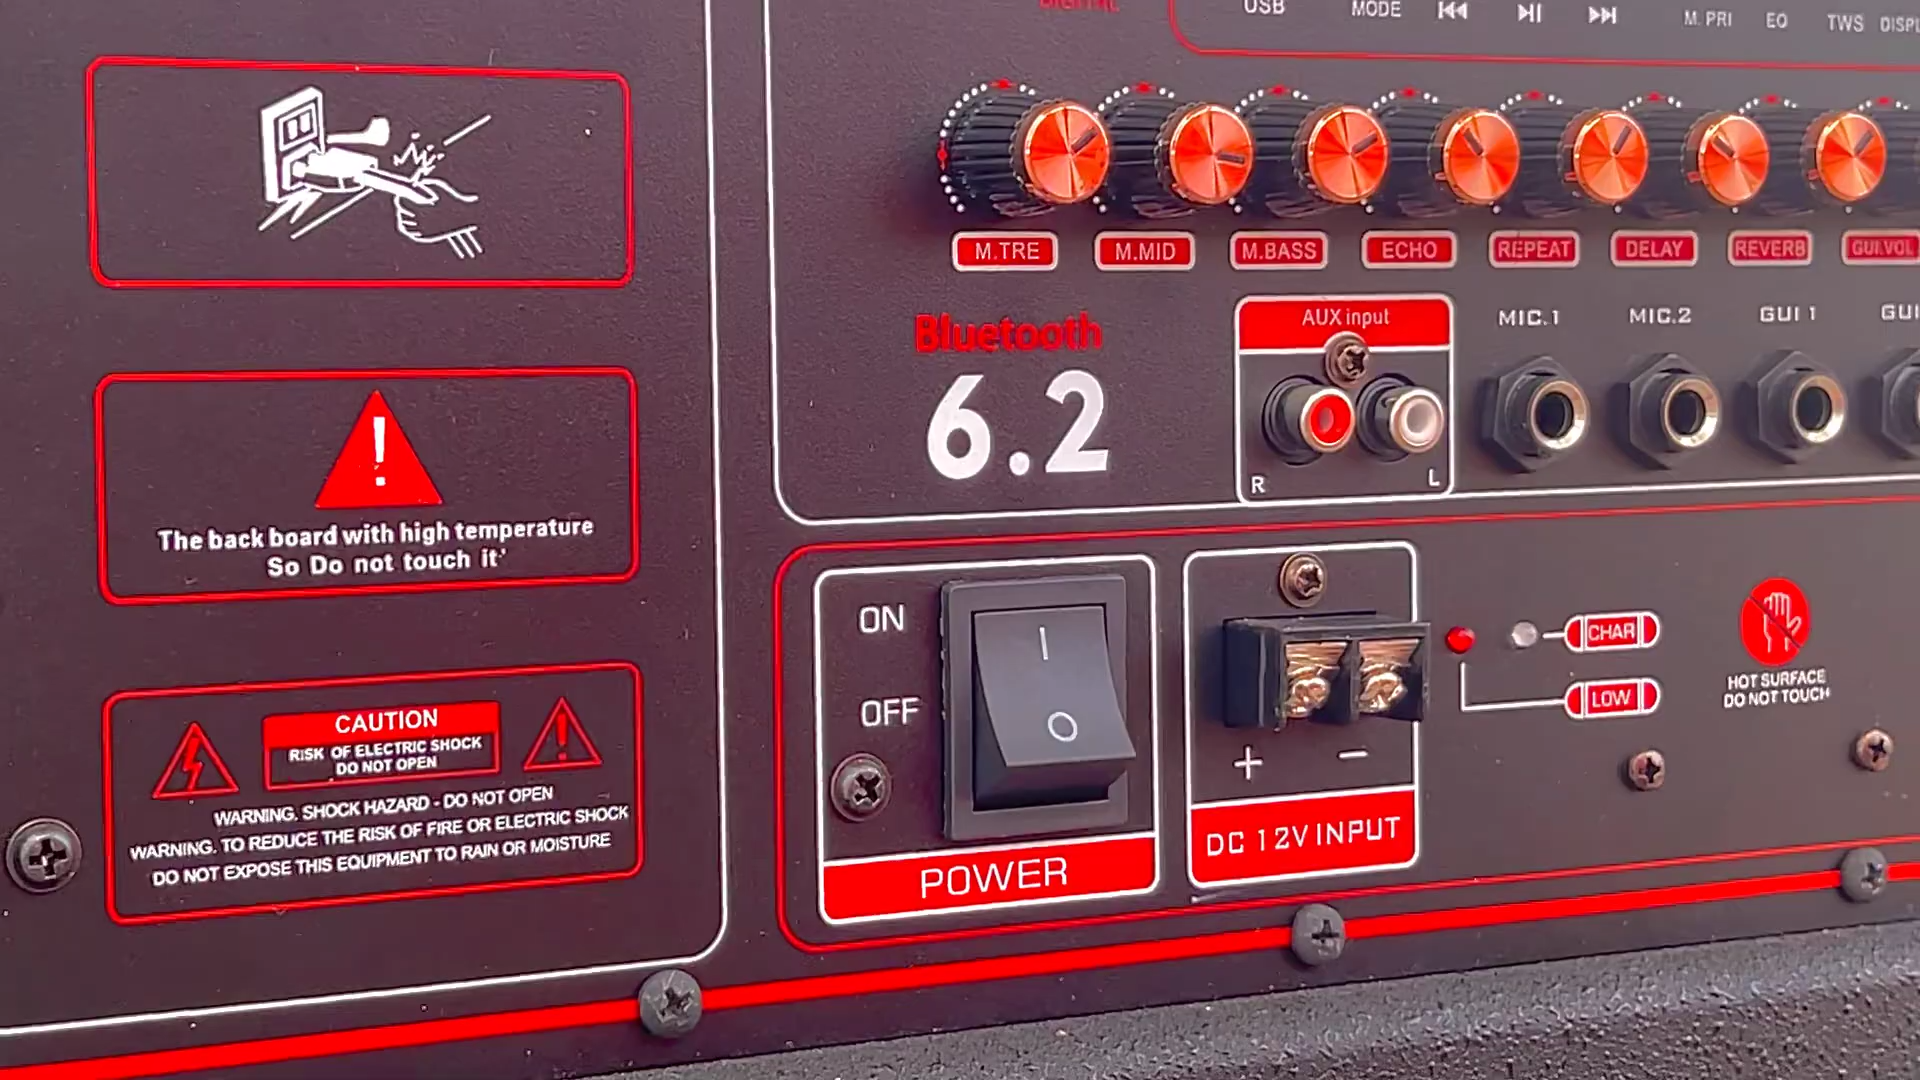 The back board with high temperature
So Do not touch it'
CAUTION
RISK OF ELECTRIC SHOCK
DO NOT OPEN
WARNING. SHOCK HAZARD - DO NOT OPEN
WARNING. TO REDUCE THE RISK OF FIRE OR ELECTRIC SHOCK
DO NOT EXPOSE THIS EQUIPMENT TO RAIN OR MOISTURE
USB MODE M. PRI EQ TWS
M.TRE M.MID M.BASS ECHO REPEAT DELAY REVERB GUI.VOL
Bluetooth
6.2
AUX input
R L
MIC.1 MIC.2 GUI 1 GUI
ON
OFF
I
O
POWER
+ −
DC 12V INPUT
CHAR
LOW
HOT SURFACE
DO NOT TOUCH